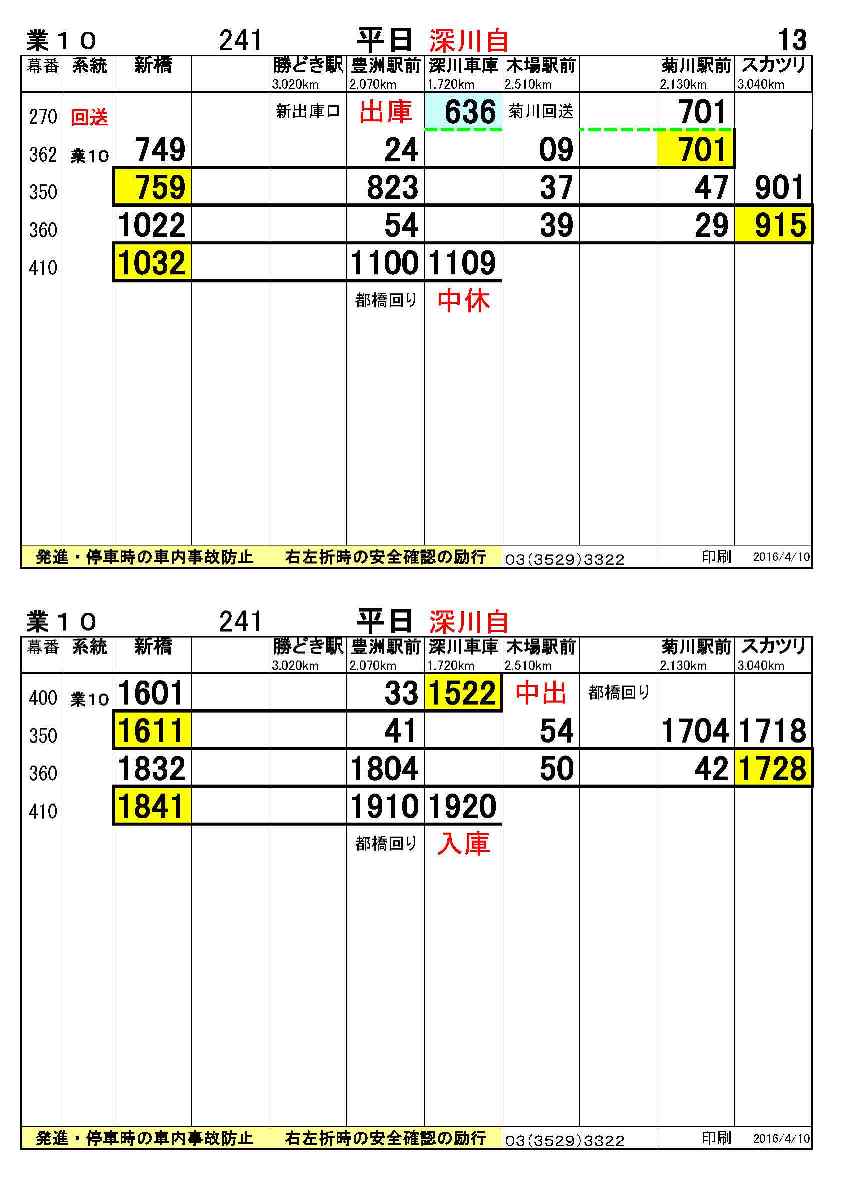 業１０ 241 平日 深川自 13
幕番 系統 新橋 勝どき駅 豊洲駅前 深川車庫 木場駅前 菊川駅前 スカツリ
3.020km 2.070km 1.720km 2.510km 2.130km 3.040km
270 回送 新出庫口 出庫 636 菊川回送 701
362 業10 749 24 09 701
350 759 823 37 47 901
360 1022 54 39 29 915
410 1032 1100 1109
都橋回り 中休
発進・停車時の車内事故防止 右左折時の安全確認の励行 03(3529)3322 印刷 2016/4/10
業１０ 241 平日 深川自
幕番 系統 新橋 勝どき駅 豊洲駅前 深川車庫 木場駅前 菊川駅前 スカツリ
3.020km 2.070km 1.720km 2.510km 2.130km 3.040km
400 業10 1601 33 1522 中出 都橋回り
350 1611 41 54 1704 1718
360 1832 1804 50 42 1728
410 1841 1910 1920
都橋回り 入庫
発進・停車時の車内事故防止 右左折時の安全確認の励行 03(3529)3322 印刷 2016/4/10